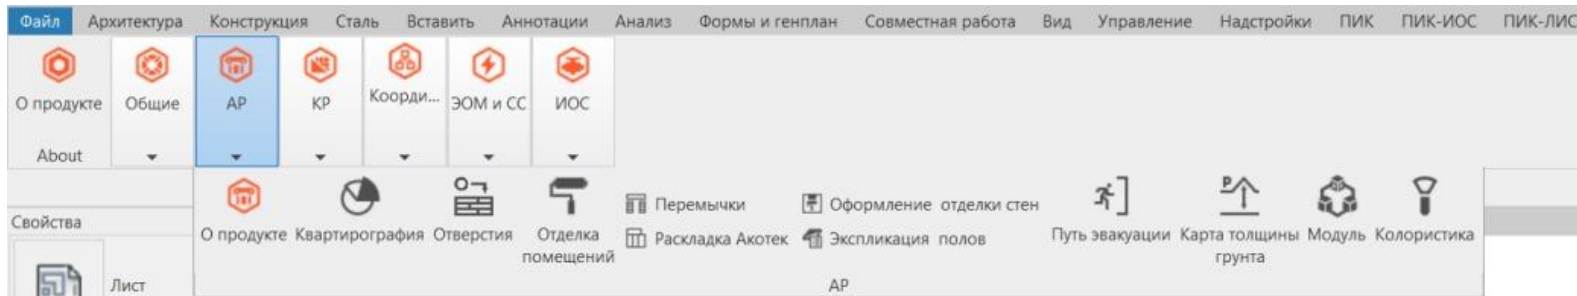 Файл Архитектура Конструкция Сталь Вставить Аннотации Анализ Формы и генплан Совместная работа Вид Управление Надстройки ПИК ПИК-ИОС ПИК-ЛИС
О продукте Общие АР КР Коорди... ЭОМ и СС ИОС
About
О продукте Квартирография Отверстия Отделка помещений
Перемычки Оформление отделки стен
Раскладка Акотек Экспликация полов
Путь эвакуации Карта толщины грунта Модуль Колористика
АР
Свойства
Лист